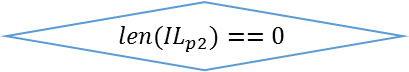 len(IL_{p2}) == 0